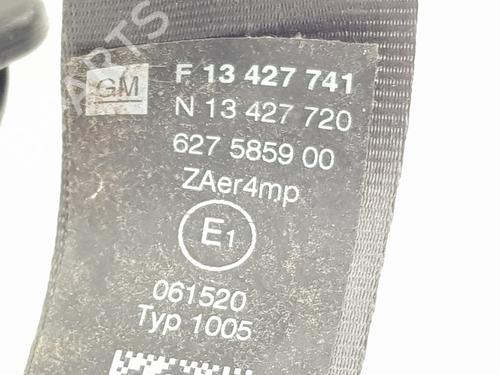 GM F 13 427 741
N 13 427 720
627 5859 00
ZAer4mp
E1
061520
Typ 1005